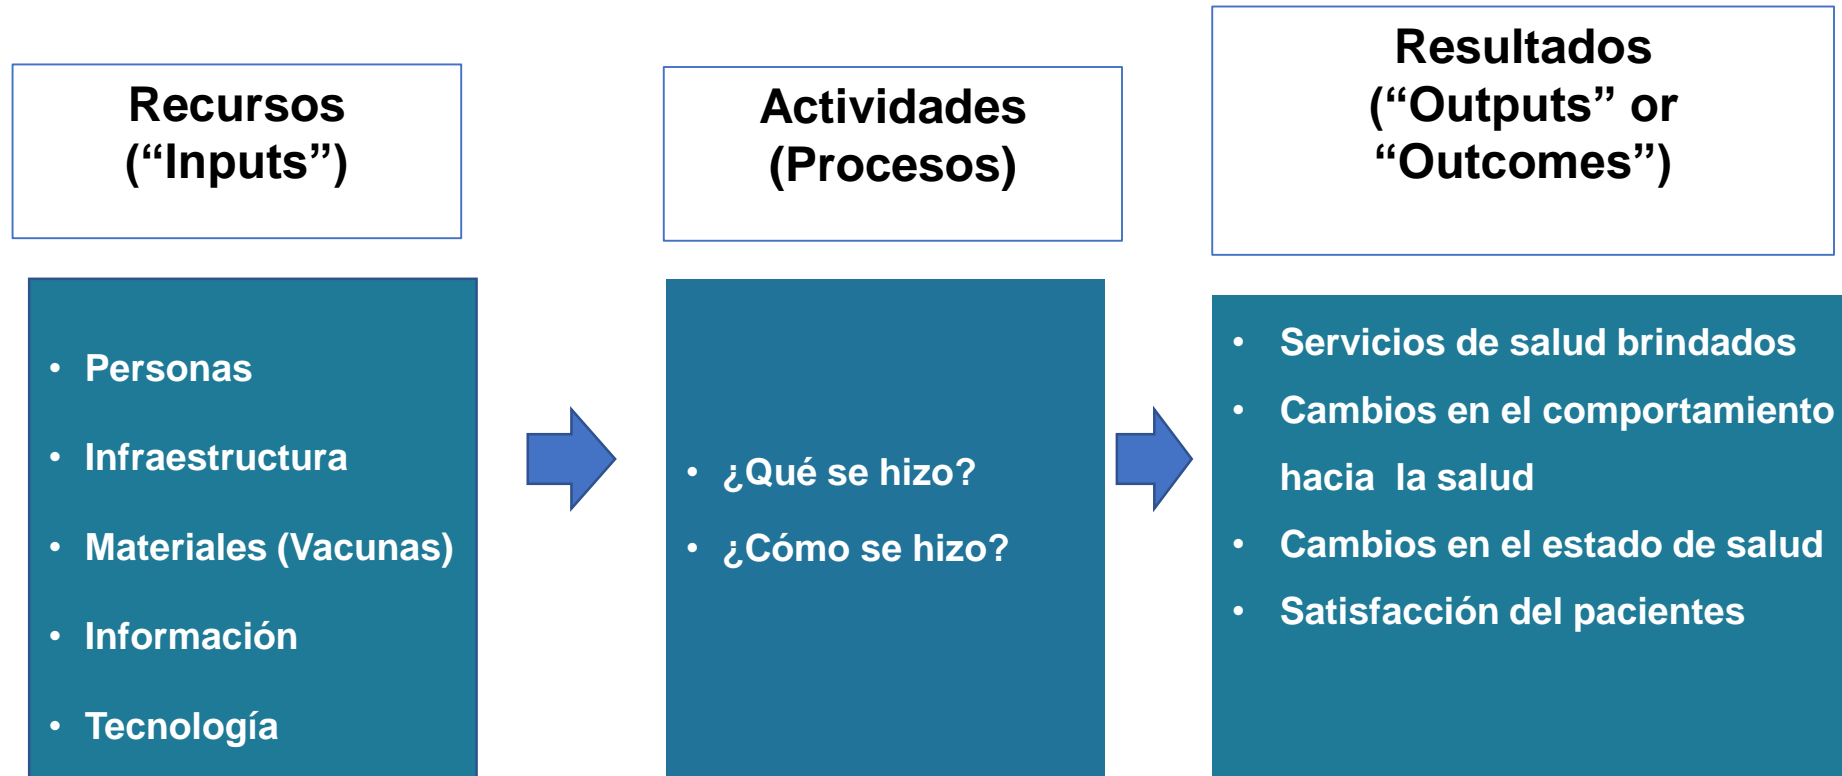 Recursos
(“Inputs”)
Actividades
(Procesos)
Resultados
(“Outputs” or
“Outcomes”)
• Personas
• Infraestructura
• Materiales (Vacunas)
• Información
• Tecnología
• ¿Qué se hizo?
• ¿Cómo se hizo?
• Servicios de salud brindados
• Cambios en el comportamiento
hacia  la salud
• Cambios en el estado de salud
• Satisfacción del pacientes